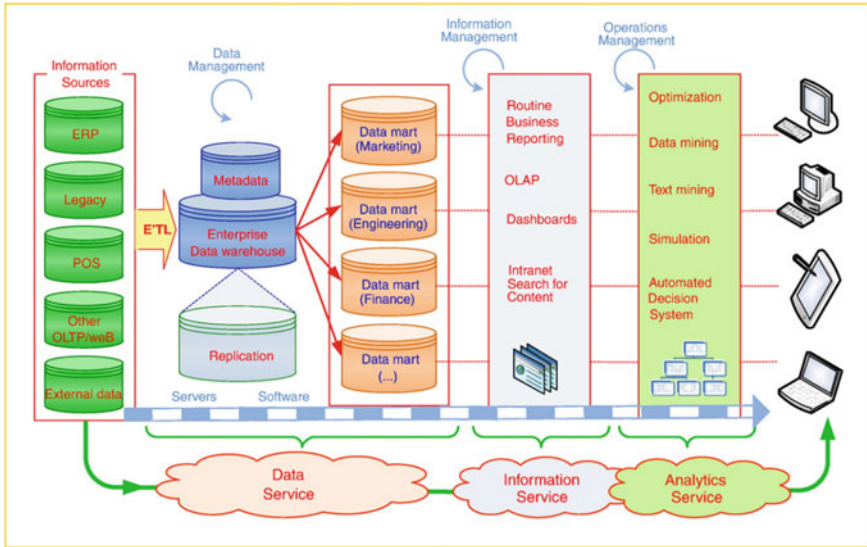 Information
Sources
ERP
Legacy
POS
Other
OLTP/weB
External data
E'TL
Data
Management
Metadata
Enterprise
Data warehouse
Replication
Servers
Software
Data mart
(Marketing)
Data mart
(Engineering)
Data mart
(Finance)
Data mart
(...)
Information
Management
Routine
Business
Reporting
OLAP
Dashboards
Intranet
Search for
Content
Operations
Management
Optimization
Data mining
Text mining
Simulation
Automated
Decision
System
Data
Service
Information
Service
Analytics
Service